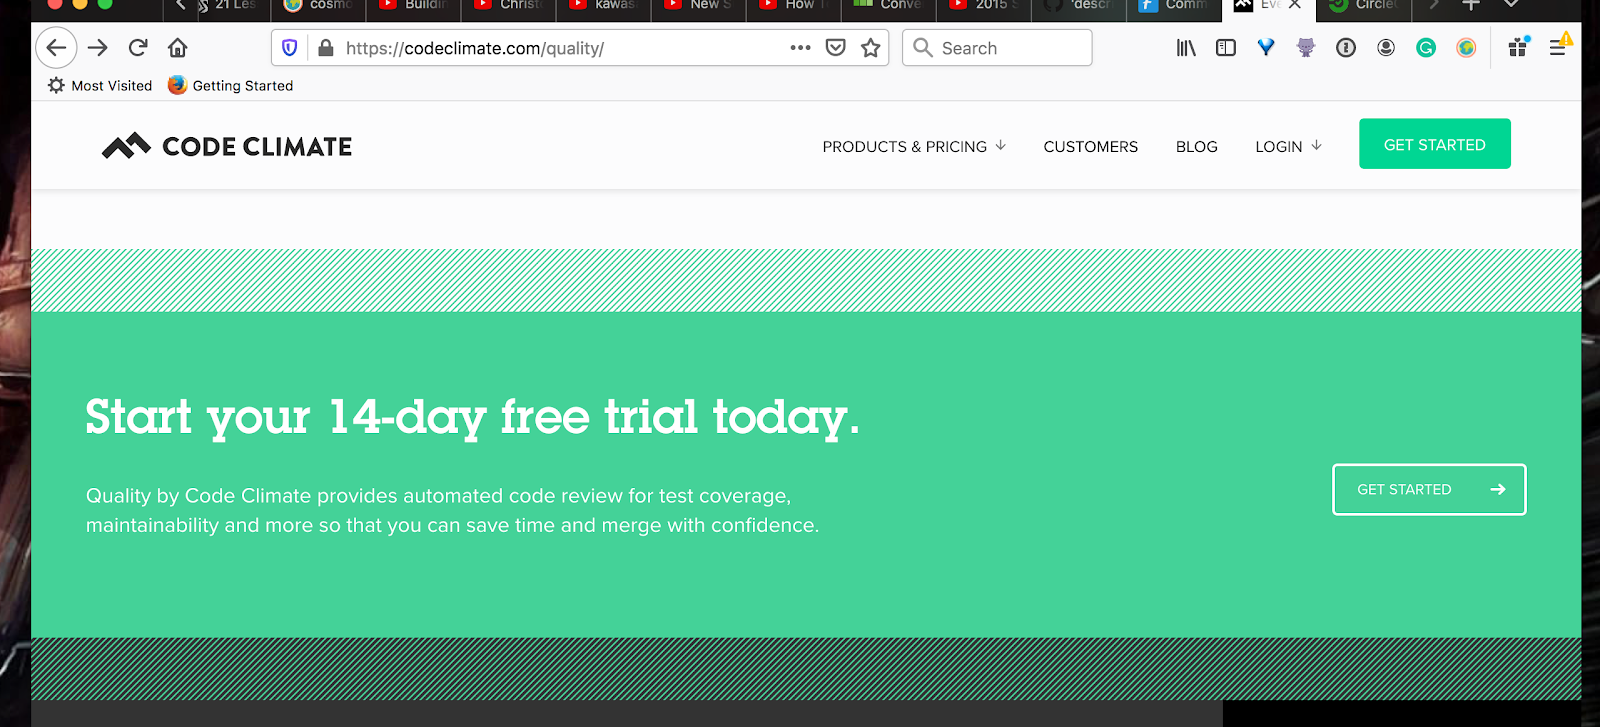 21 Les
cosmo
Buildin
Christ
kawas
New S
How T
Conve
2015 S
'descri
Comm
Eve
CircleC
https://codeclimate.com/quality/
Search
Most Visited
Getting Started
CODE CLIMATE
PRODUCTS & PRICING
CUSTOMERS
BLOG
LOGIN
GET STARTED
Start your 14-day free trial today.
Quality by Code Climate provides automated code review for test coverage,
maintainability and more so that you can save time and merge with confidence.
GET STARTED